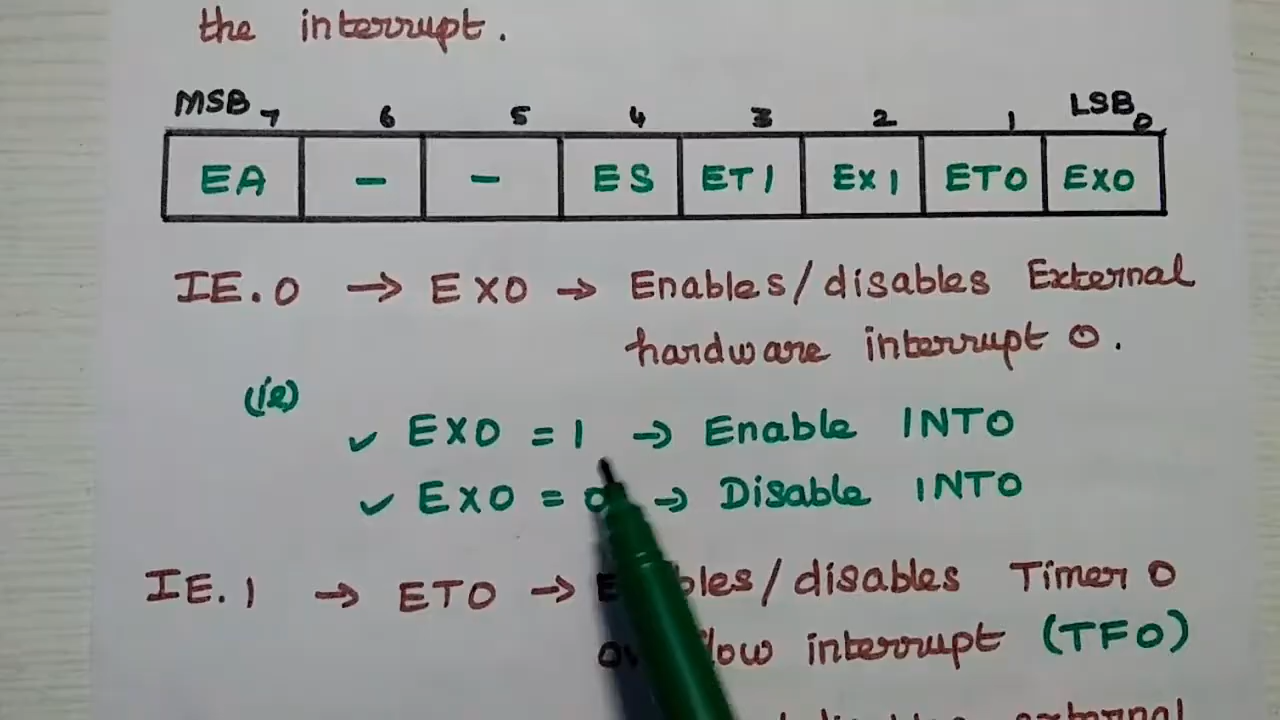 the interrupt.
MSB 7 6 5 4 3 2 1 LSB 0
EA - - ES ET1 EX1 ET0 EX0
IE.0 → EX0 → Enables/disables External
hardware interrupt 0.
(ie)
✓ EX0 = 1 → Enable INT0
✓ EX0 = 0 → Disable INT0
IE.1 → ET0 → Enables/disables Timer 0
overflow interrupt (TF0)
external